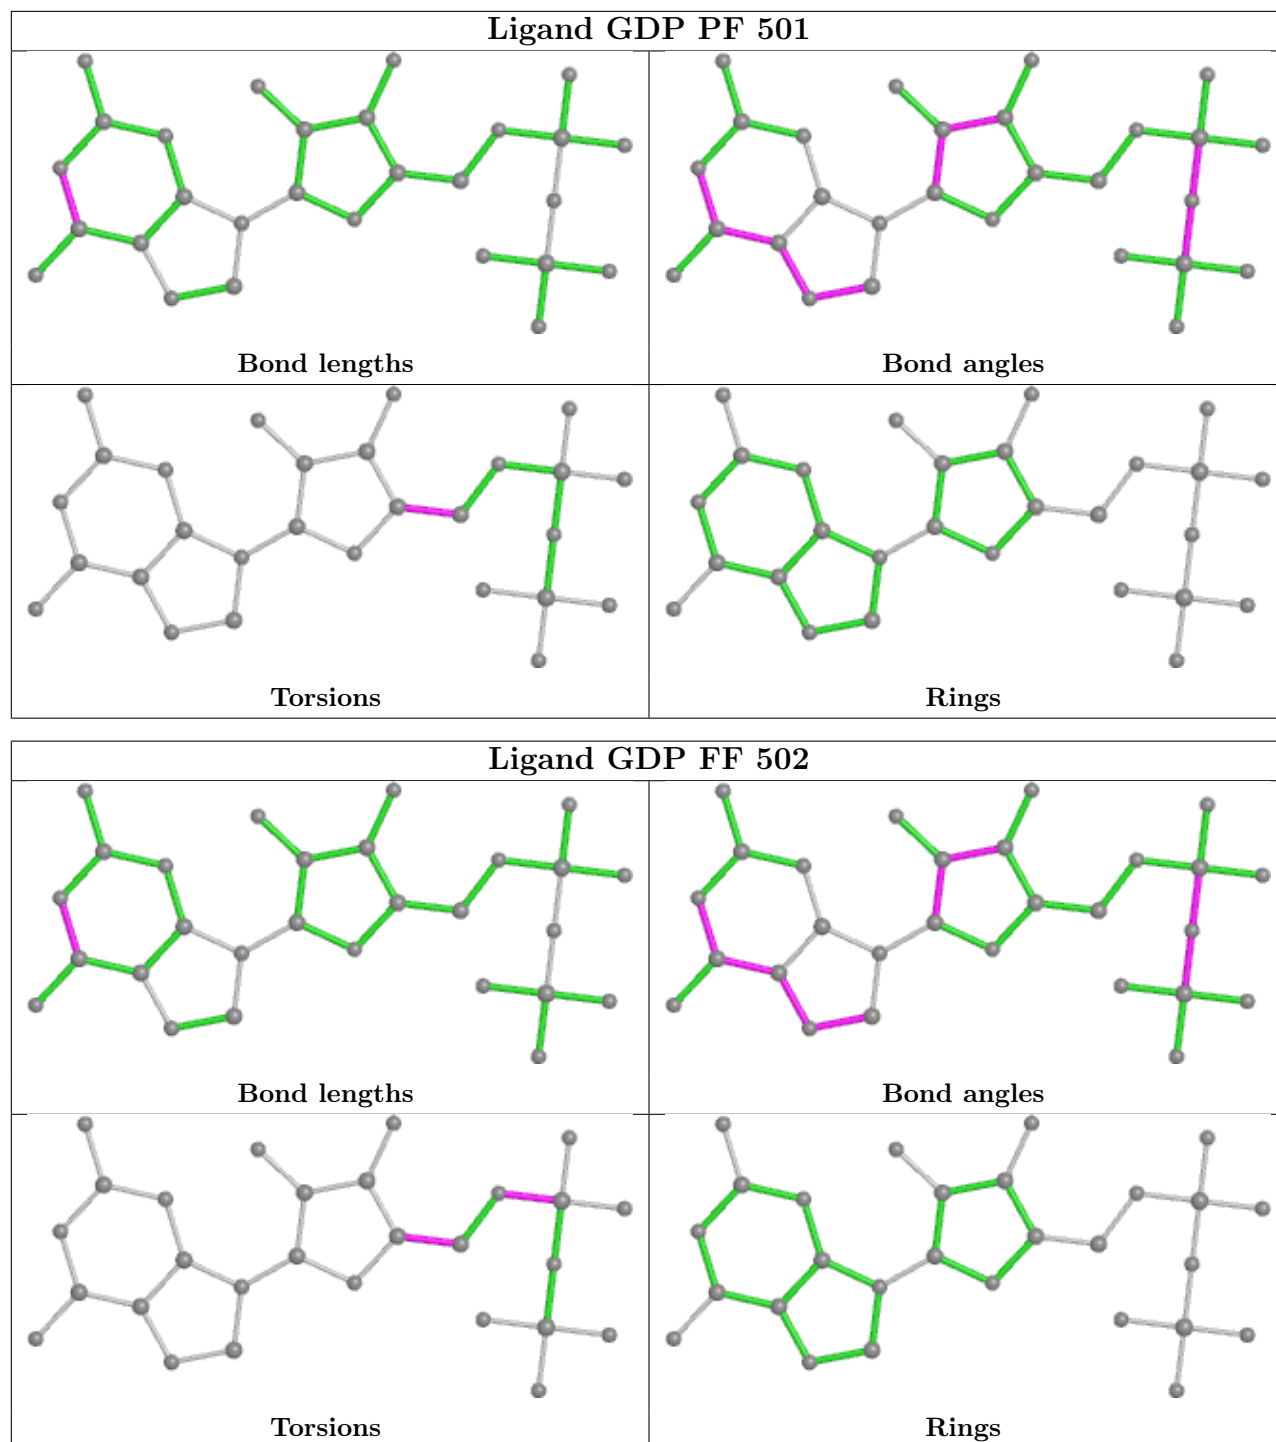 Ligand GDP PF 501
Bond lengths
Bond angles
Torsions
Rings
Ligand GDP FF 502
Bond lengths
Bond angles
Torsions
Rings